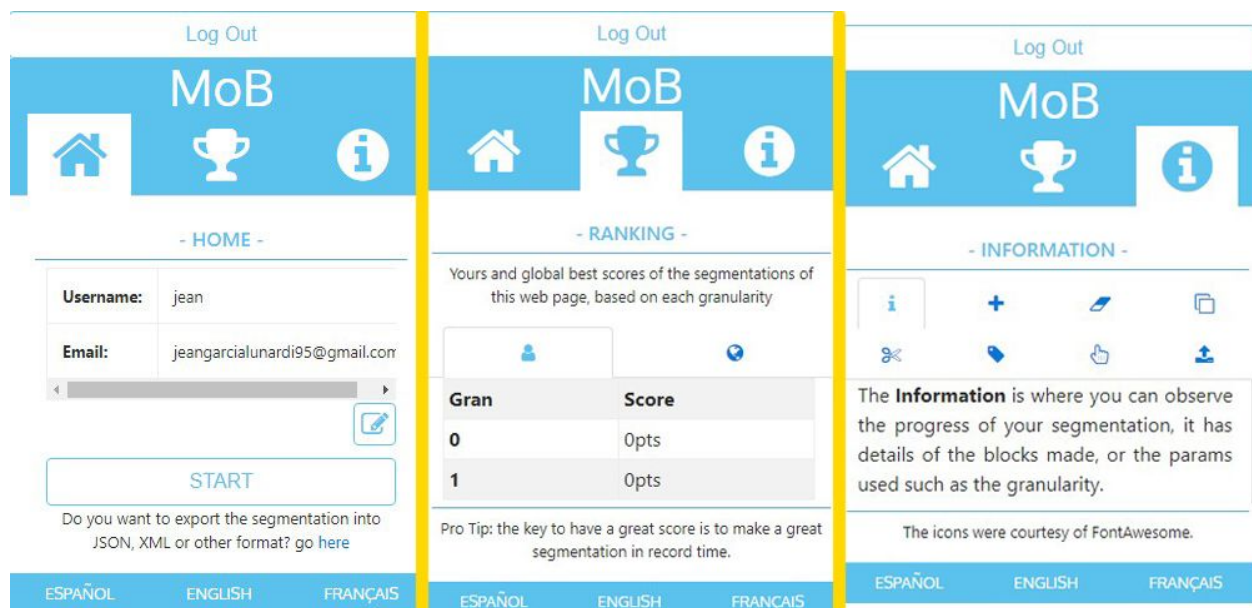 Log Out
MoB
- HOME -
Username: jean
Email: jeangarcialunardi95@gmail.com
START
Do you want to export the segmentation into
JSON, XML or other format? go here
ESPAÑOL ENGLISH FRANÇAIS
Log Out
MoB
- RANKING -
Yours and global best scores of the segmentations of
this web page, based on each granularity
Gran Score
0 0pts
1 0pts
Pro Tip: the key to have a great score is to make a great
segmentation in record time.
ESPAÑOL ENGLISH FRANÇAIS
Log Out
MoB
- INFORMATION -
The Information is where you can observe
the progress of your segmentation, it has
details of the blocks made, or the params
used such as the granularity.
The icons were courtesy of FontAwesome.
ESPAÑOL ENGLISH FRANÇAIS